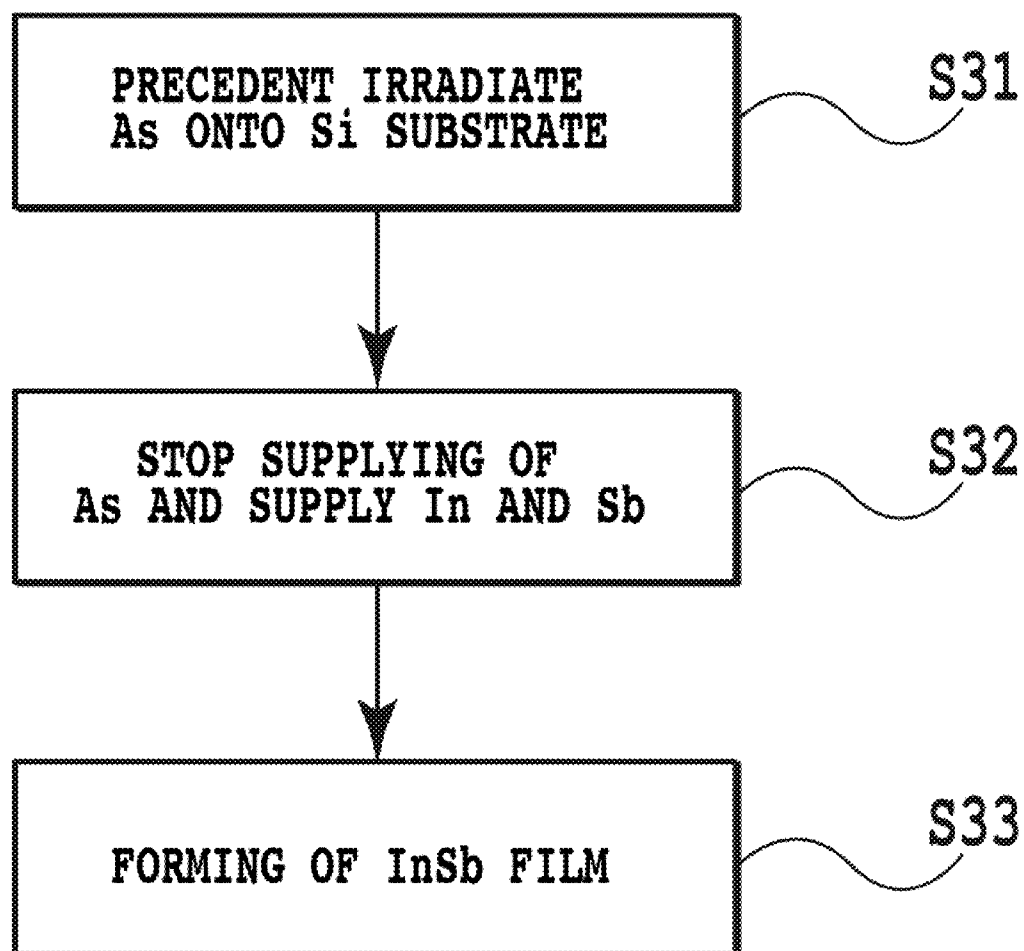 PRECEDENT IRRADIATE
As ONTO Si SUBSTRATE
S31
STOP SUPPLYING OF
As AND SUPPLY In AND Sb
S32
FORMING OF InSb FILM
S33